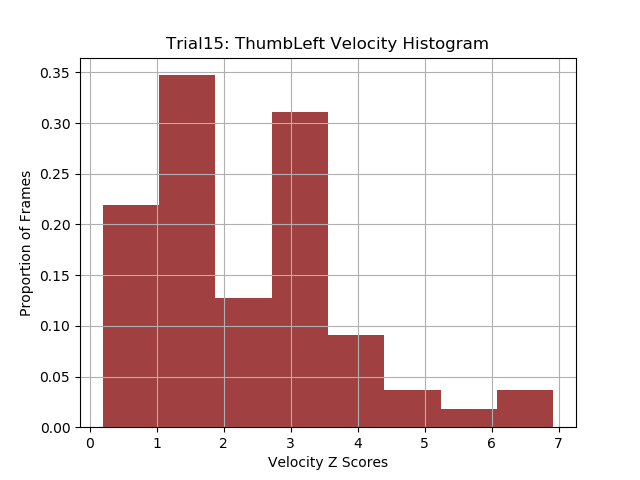 Trial15: ThumbLeft Velocity Histogram
0.35
0.30
0.25
0.20
0.15
0.10
0.05
0.00
Proportion of Frames
0 1 2 3 4 5 6 7
Velocity Z Scores